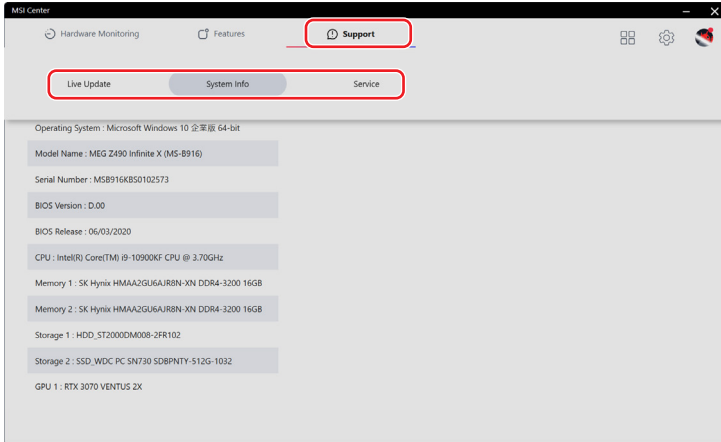 MSI Center
Hardware Monitoring Features Support
Live Update System Info Service
Operating System : Microsoft Windows 10 企業版 64-bit
Model Name : MEG Z490 Infinite X (MS-B916)
Serial Number : MSB916KBS0102573
BIOS Version : D.00
BIOS Release : 06/03/2020
CPU : Intel(R) Core(TM) i9-10900KF CPU @ 3.70GHz
Memory 1 : SK Hynix HMAA2GU6AJR8N-XN DDR4-3200 16GB
Memory 2 : SK Hynix HMAA2GU6AJR8N-XN DDR4-3200 16GB
Storage 1 : HDD_ST2000DM008-2FR102
Storage 2 : SSD_WDC PC SN730 SDBPNTY-512G-1032
GPU 1 : RTX 3070 VENTUS 2X